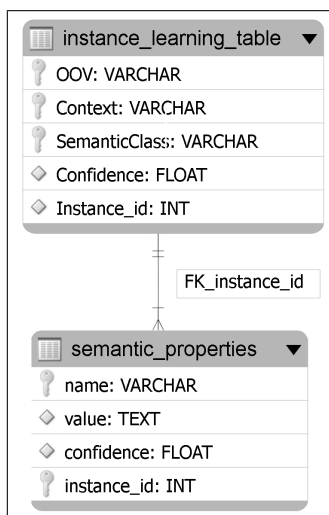 instance_learning_table
OOV: VARCHAR
Context: VARCHAR
SemanticClass: VARCHAR
Confidence: FLOAT
Instance_id: INT
FK_instance_id
semantic_properties
name: VARCHAR
value: TEXT
confidence: FLOAT
instance_id: INT